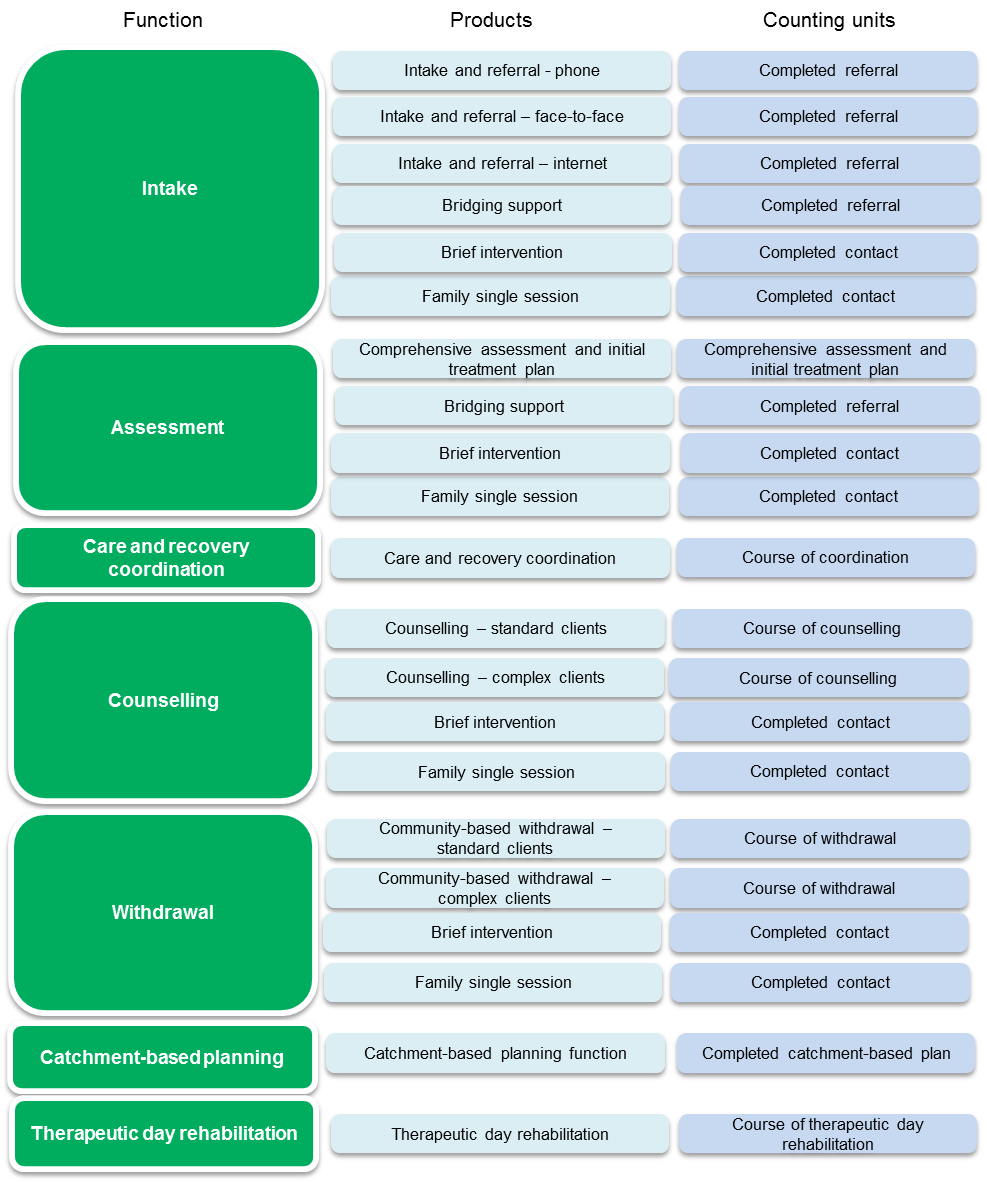 Function Products Counting units
Intake
Intake and referral - phone Completed referral
Intake and referral – face-to-face Completed referral
Intake and referral – internet Completed referral
Bridging support Completed referral
Brief intervention Completed contact
Family single session Completed contact
Assessment
Comprehensive assessment and initial
treatment plan
Comprehensive assessment and
initial treatment plan
Bridging support Completed referral
Brief intervention Completed contact
Family single session Completed contact
Care and recovery
coordination
Care and recovery coordination Course of coordination
Counselling
Counselling – standard clients Course of counselling
Counselling – complex clients Course of counselling
Brief intervention Completed contact
Family single session Completed contact
Withdrawal
Community-based withdrawal –
standard clients
Course of withdrawal
Community-based withdrawal –
complex clients
Course of withdrawal
Brief intervention Completed contact
Family single session Completed contact
Catchment-based planning
Catchment-based planning function Completed catchment-based plan
Therapeutic day rehabilitation
Therapeutic day rehabilitation
Course of therapeutic day
rehabilitation